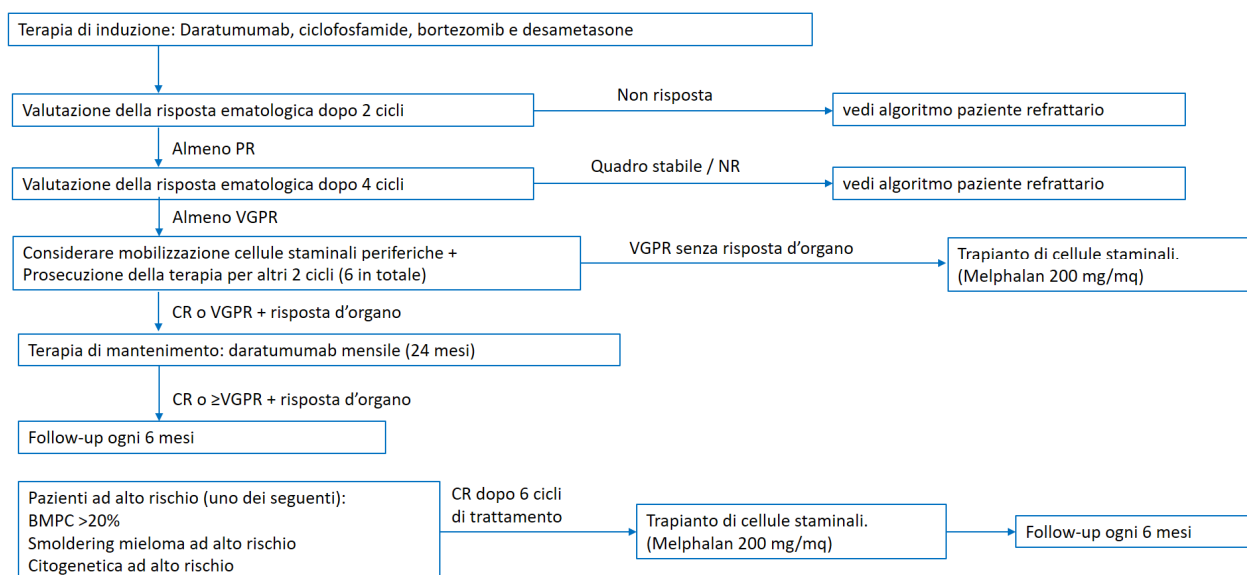 Terapia di induzione: Daratumumab, ciclofosfamide, bortezomib e desametasone
Valutazione della risposta ematologica dopo 2 cicli
Non risposta
vedi algoritmo paziente refrattario
Almeno PR
Valutazione della risposta ematologica dopo 4 cicli
Quadro stabile / NR
vedi algoritmo paziente refrattario
Almeno VGPR
Considerare mobilizzazione cellule staminali periferiche +
Prosecuzione della terapia per altri 2 cicli (6 in totale)
VGPR senza risposta d’organo
Trapianto di cellule staminali.
(Melphalan 200 mg/mq)
CR o VGPR + risposta d’organo
Terapia di mantenimento: daratumumab mensile (24 mesi)
CR o ≥VGPR + risposta d’organo
Follow-up ogni 6 mesi
Pazienti ad alto rischio (uno dei seguenti):
BMPC >20%
Smoldering mieloma ad alto rischio
Citogenetica ad alto rischio
CR dopo 6 cicli
di trattamento
Trapianto di cellule staminali.
(Melphalan 200 mg/mq)
Follow-up ogni 6 mesi